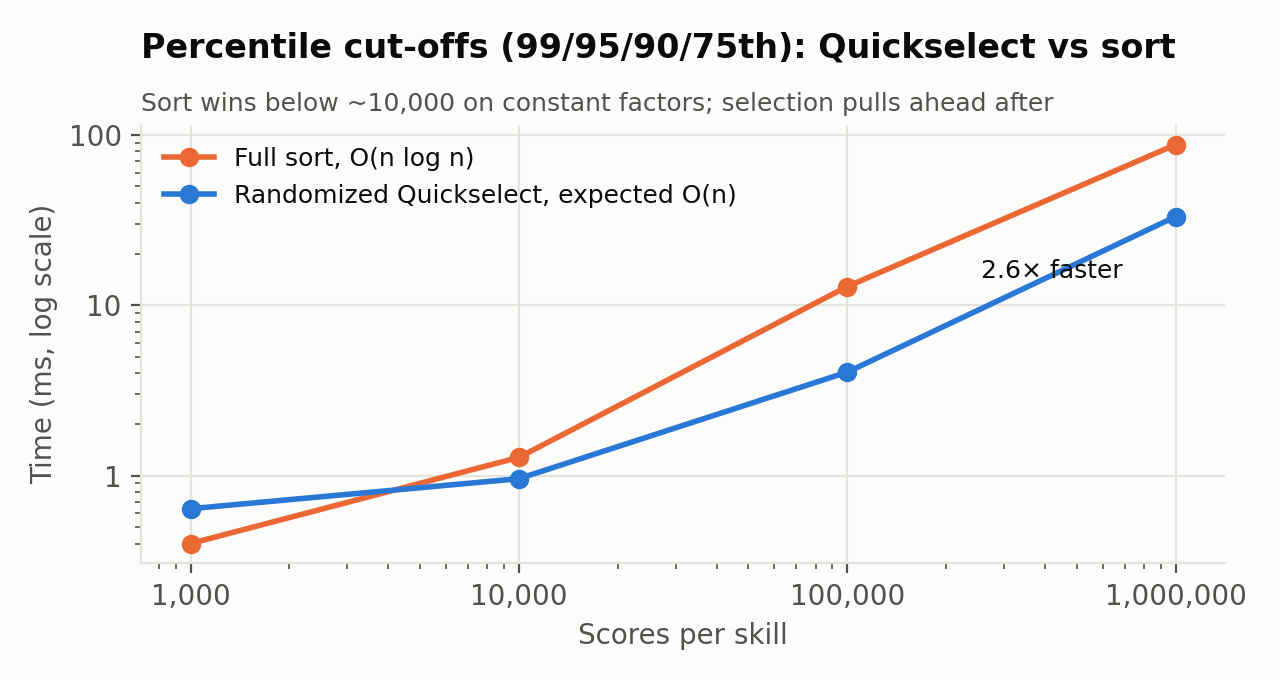 Percentile cut-offs (99/95/90/75th): Quickselect vs sort
Sort wins below ~10,000 on constant factors; selection pulls ahead after
Full sort, O(n log n)
Randomized Quickselect, expected O(n)
2.6× faster
Time (ms, log scale)
100
10
1
1,000
10,000
100,000
1,000,000
Scores per skill